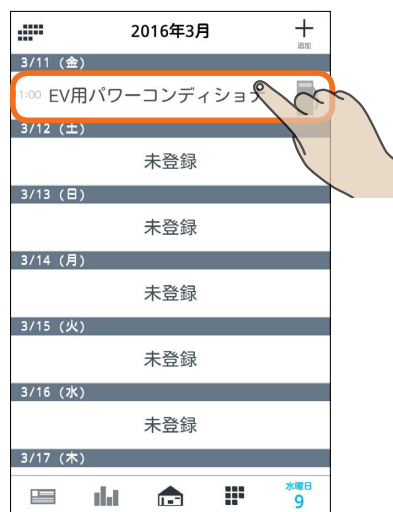 2016年3月
追加
3/11 (金)
1:00 EV用パワーコンディショナ
3/12 (土)
未登録
3/13 (日)
未登録
3/14 (月)
未登録
3/15 (火)
未登録
3/16 (水)
未登録
3/17 (木)
水曜日
9